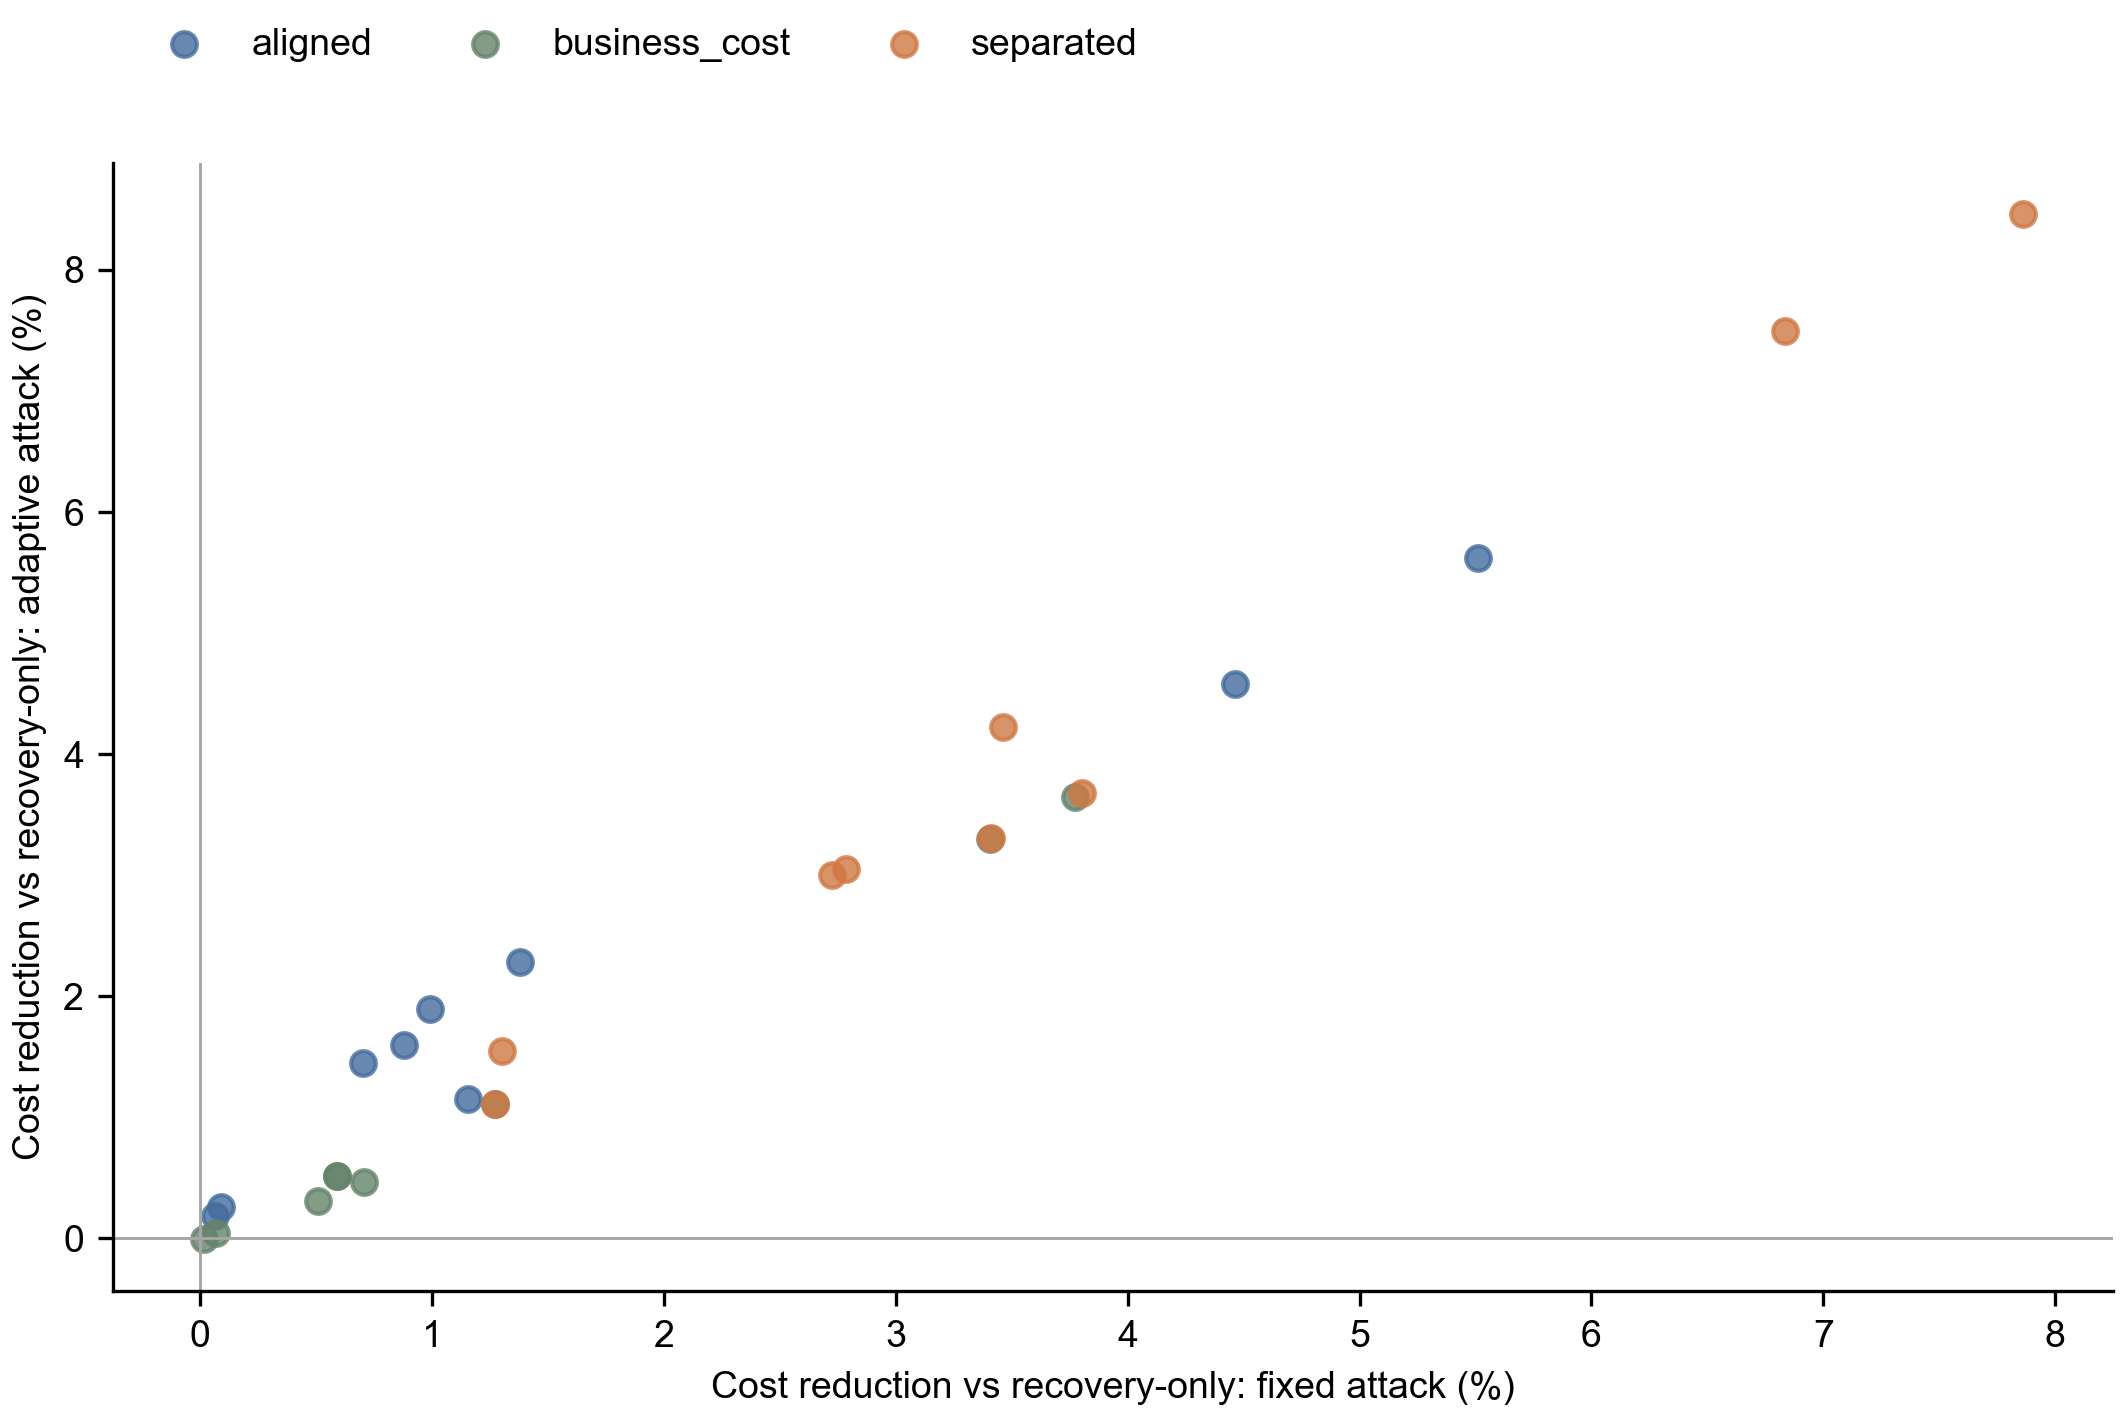 aligned business_cost separated
Cost reduction vs recovery-only: adaptive attack (%)
8
6
4
2
0
0 1 2 3 4 5 6 7 8
Cost reduction vs recovery-only: fixed attack (%)